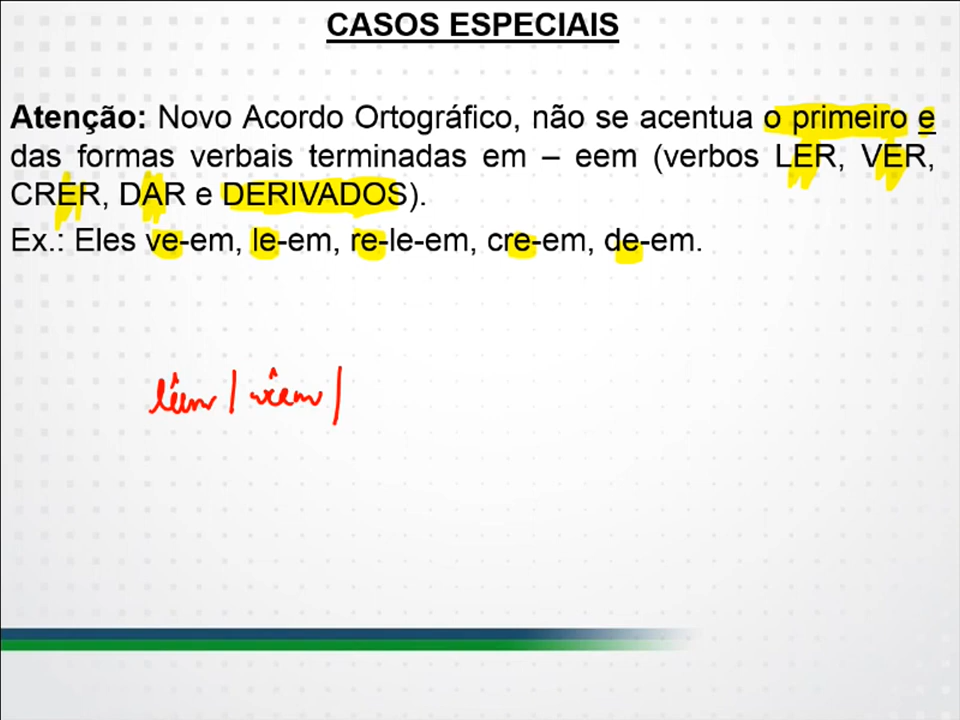 CASOS ESPECIAIS
Atenção: Novo Acordo Ortográfico, não se acentua o primeiro e
das formas verbais terminadas em – eem (verbos LER, VER,
CRER, DAR e DERIVADOS).
Ex.: Eles ve-em, le-em, re-le-em, cre-em, de-em.
lêem | vêem |